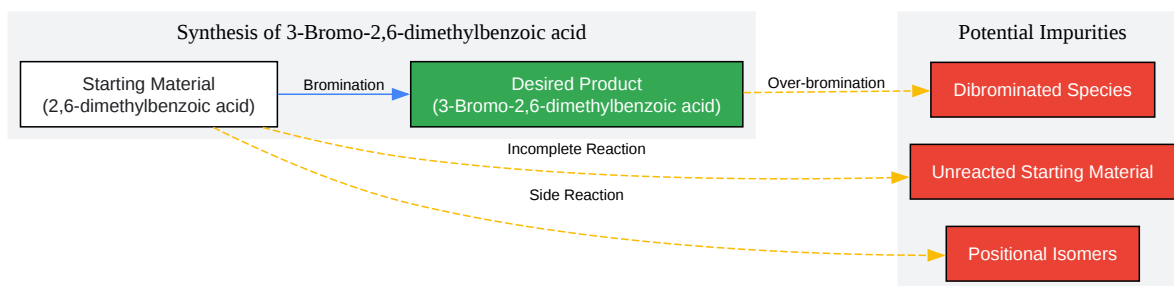 Synthesis of 3-Bromo-2,6-dimethylbenzoic acid
Potential Impurities
Starting Material
(2,6-dimethylbenzoic acid)
Bromination
Desired Product
(3-Bromo-2,6-dimethylbenzoic acid)
Over-bromination
Dibrominated Species
Incomplete Reaction
Unreacted Starting Material
Side Reaction
Positional Isomers